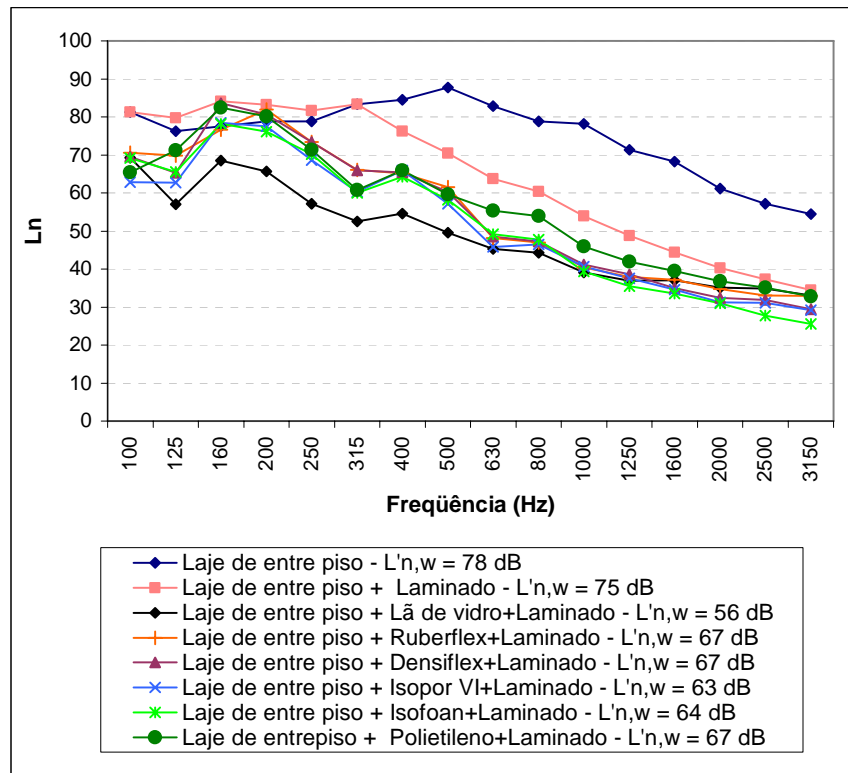 100
90
80
70
60
50
40
30
20
10
0
Ln
100 125 160 200 250 315 400 500 630 800 1000 1250 1600 2000 2500 3150
Freqüência (Hz)
Laje de entre piso - L'n,w = 78 dB
Laje de entre piso + Laminado - L'n,w = 75 dB
Laje de entre piso + Lã de vidro+Laminado - L'n,w = 56 dB
Laje de entre piso + Ruberflex+Laminado - L'n,w = 67 dB
Laje de entre piso + Densiflex+Laminado - L'n,w = 67 dB
Laje de entre piso + Isopor VI+Laminado - L'n,w = 63 dB
Laje de entre piso + Isofoan+Laminado - L'n,w = 64 dB
Laje de entrepiso + Polietileno+Laminado - L'n,w = 67 dB